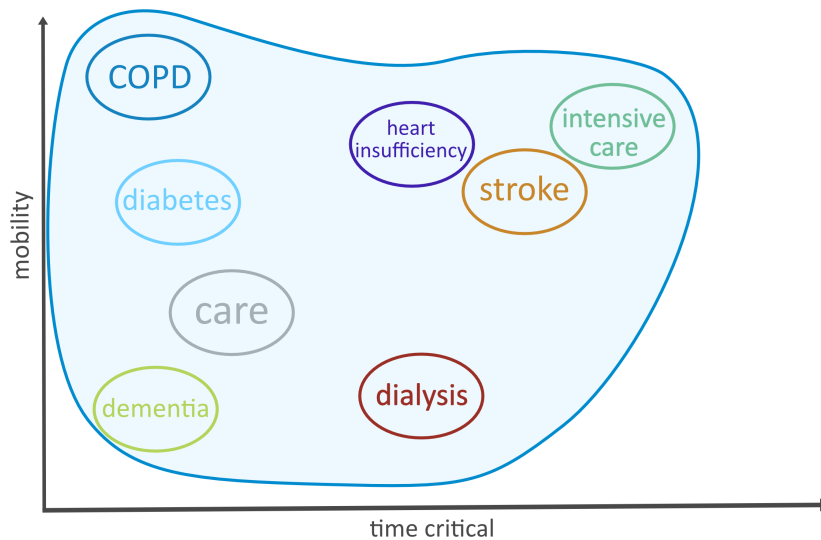 COPD
heart
insufficiency
intensive
care
diabetes
stroke
care
dementia
dialysis
mobility
time critical